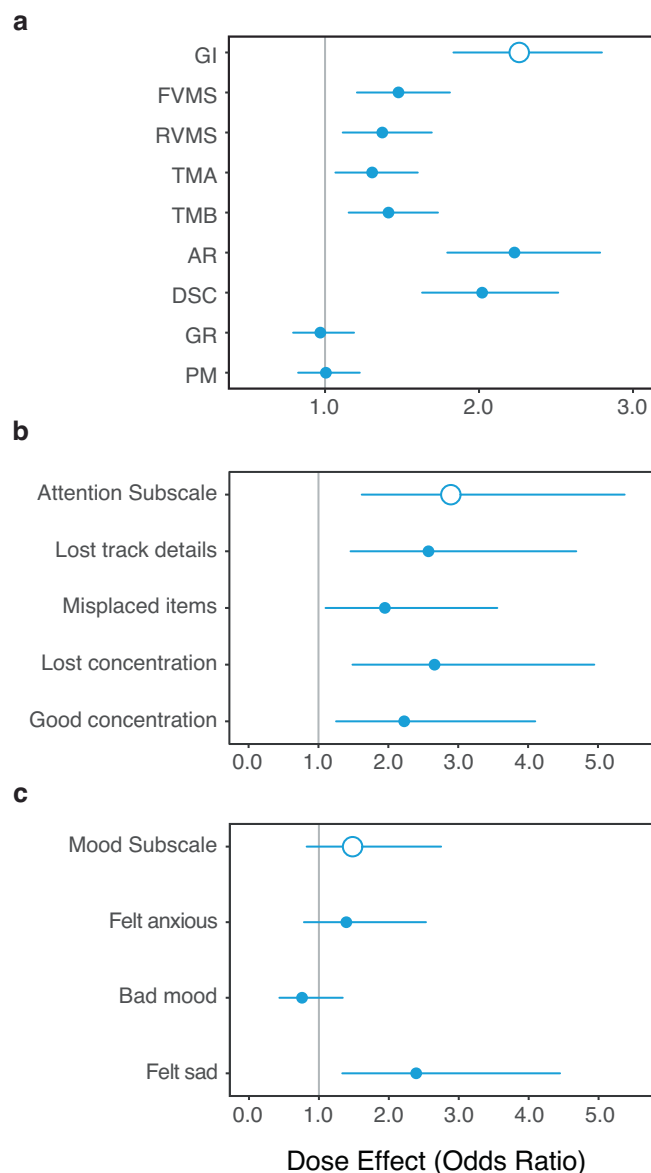 a
GI
FVMS
RVMS
TMA
TMB
AR
DSC
GR
PM
1.0 2.0 3.0
b
Attention Subscale
Lost track details
Misplaced items
Lost concentration
Good concentration
0.0 1.0 2.0 3.0 4.0 5.0
c
Mood Subscale
Felt anxious
Bad mood
Felt sad
0.0 1.0 2.0 3.0 4.0 5.0
Dose Effect (Odds Ratio)